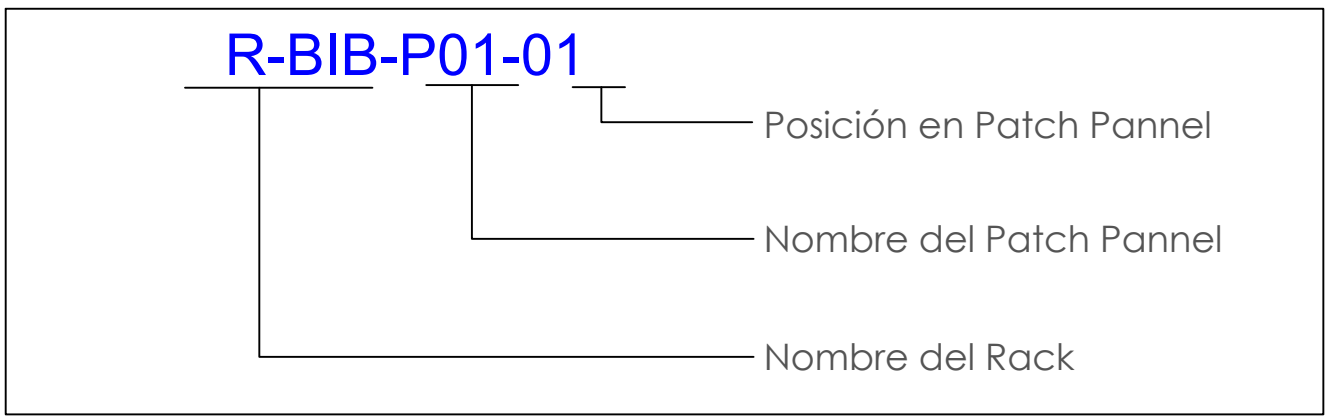 R-BIB-P01-01
Posición en Patch Pannel
Nombre del Patch Pannel
Nombre del Rack